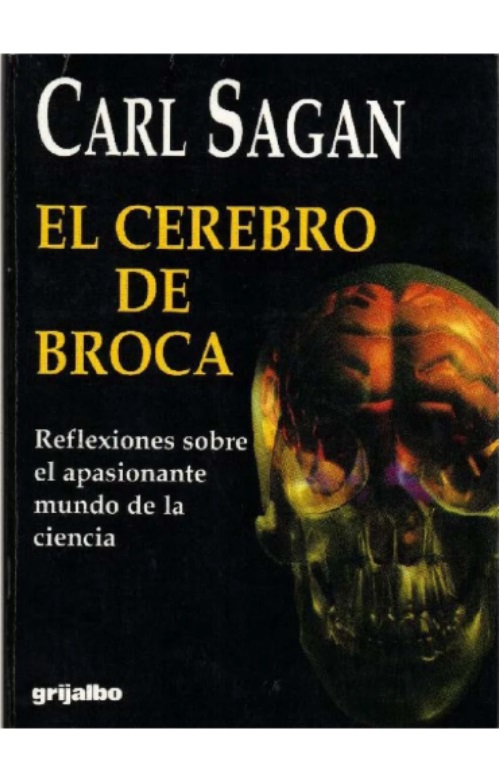 CARL SAGAN
EL CEREBRO
DE
BROCA
Reflexiones sobre
el apasionante
mundo de la
ciencia
grijalbo